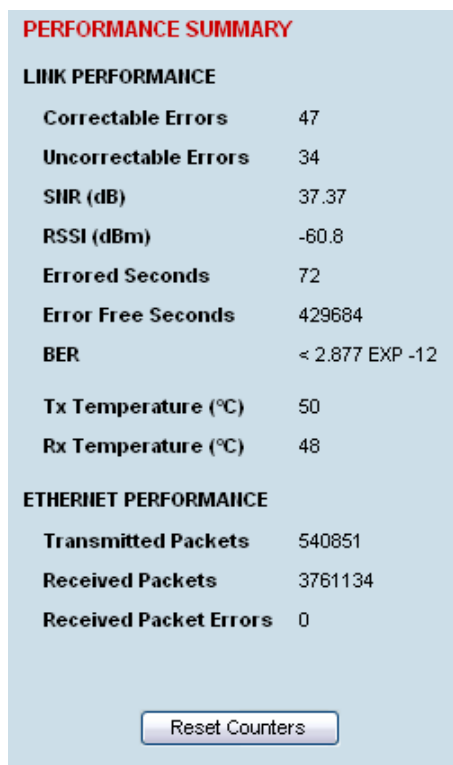 PERFORMANCE SUMMARY
LINK PERFORMANCE
Correctable Errors 47
Uncorrectable Errors 34
SNR (dB) 37.37
RSSI (dBm) -60.8
Errored Seconds 72
Error Free Seconds 429684
BER < 2.877 EXP -12
Tx Temperature (°C) 50
Rx Temperature (°C) 48
ETHERNET PERFORMANCE
Transmitted Packets 540851
Received Packets 3761134
Received Packet Errors 0
Reset Counters